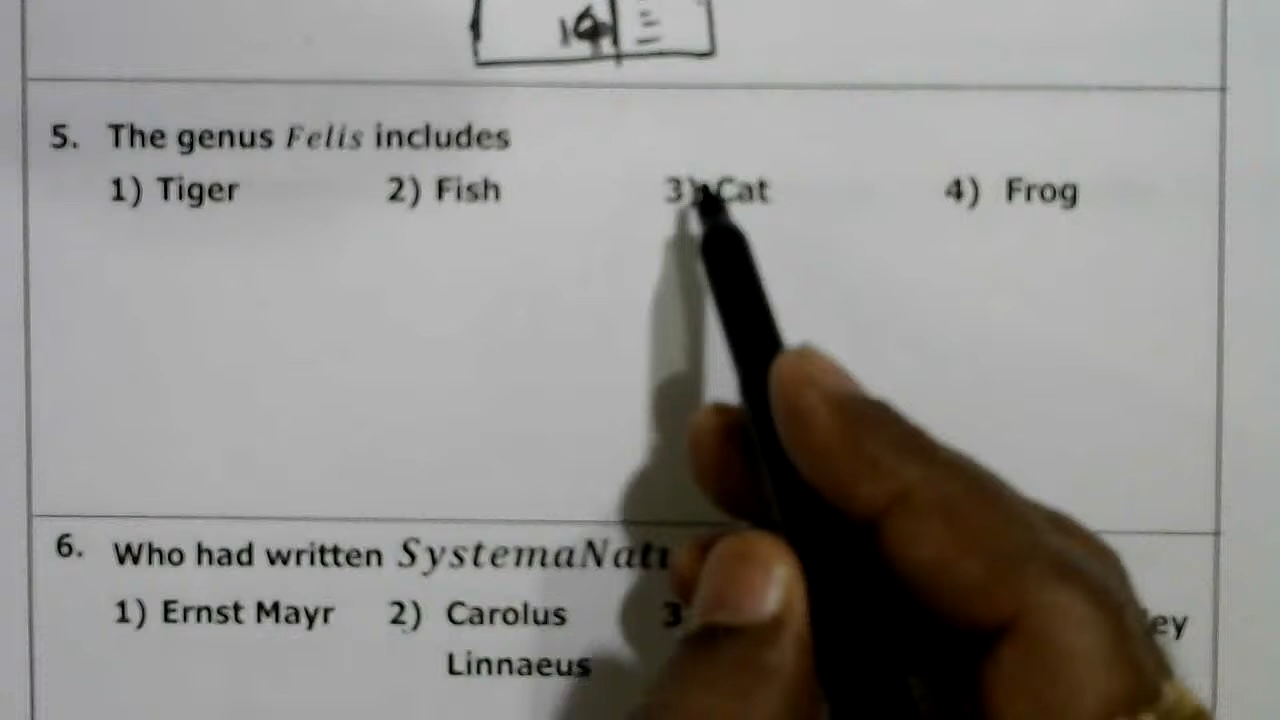 5. The genus Felis includes
1) Tiger 2) Fish 3) Cat 4) Frog
6. Who had written
1) Ernst Mayr 2) Carolus 3
Linnaeus